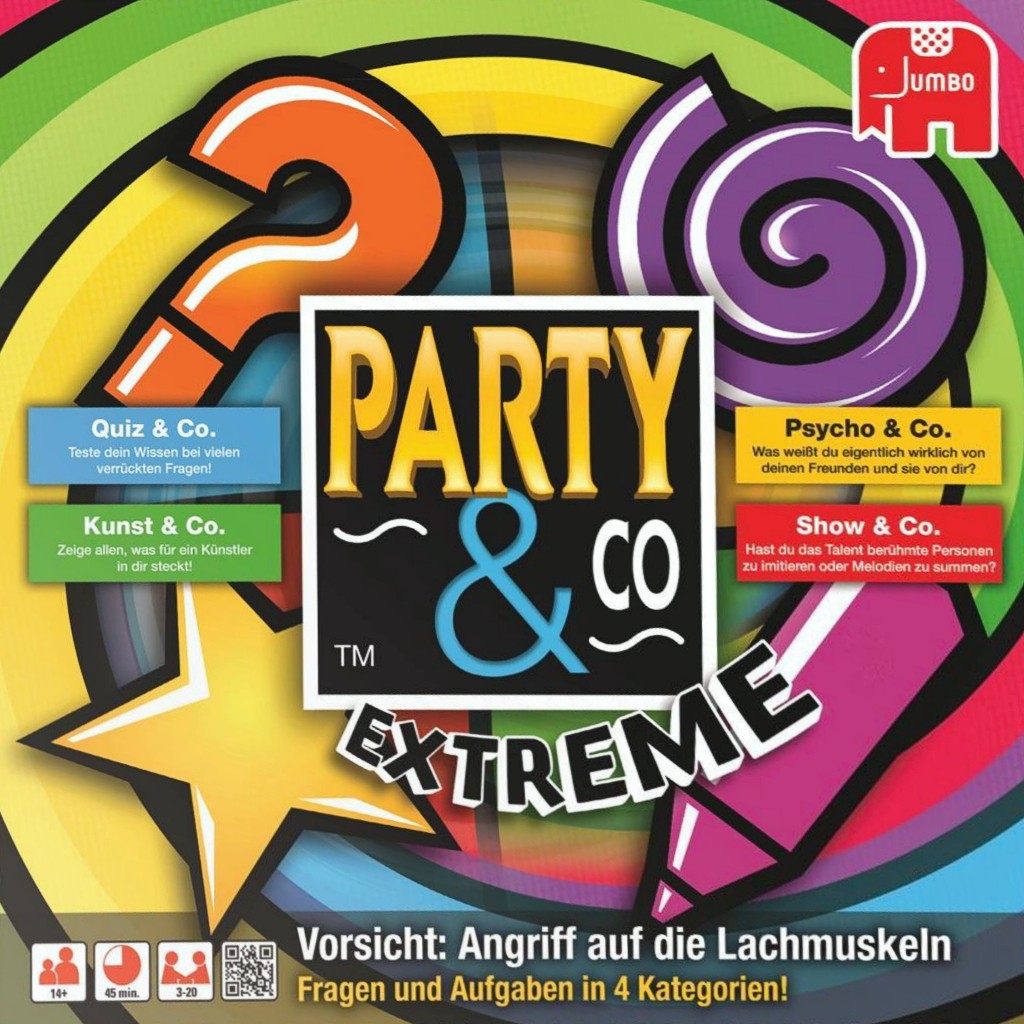 JUMBO
PARTY
& CO
TM
EXTREME
Quiz & Co.
Teste dein Wissen bei vielen
verrückten Fragen!
Kunst & Co.
Zeige allen, was für ein Künstler
in dir steckt!
Psycho & Co.
Was weißt du eigentlich wirklich von
deinen Freunden und sie von dir?
Show & Co.
Hast du das Talent berühmte Personen
zu imitieren oder Melodien zu summen?
Vorsicht: Angriff auf die Lachmuskeln
Fragen und Aufgaben in 4 Kategorien!
14+
45 min.
3-20